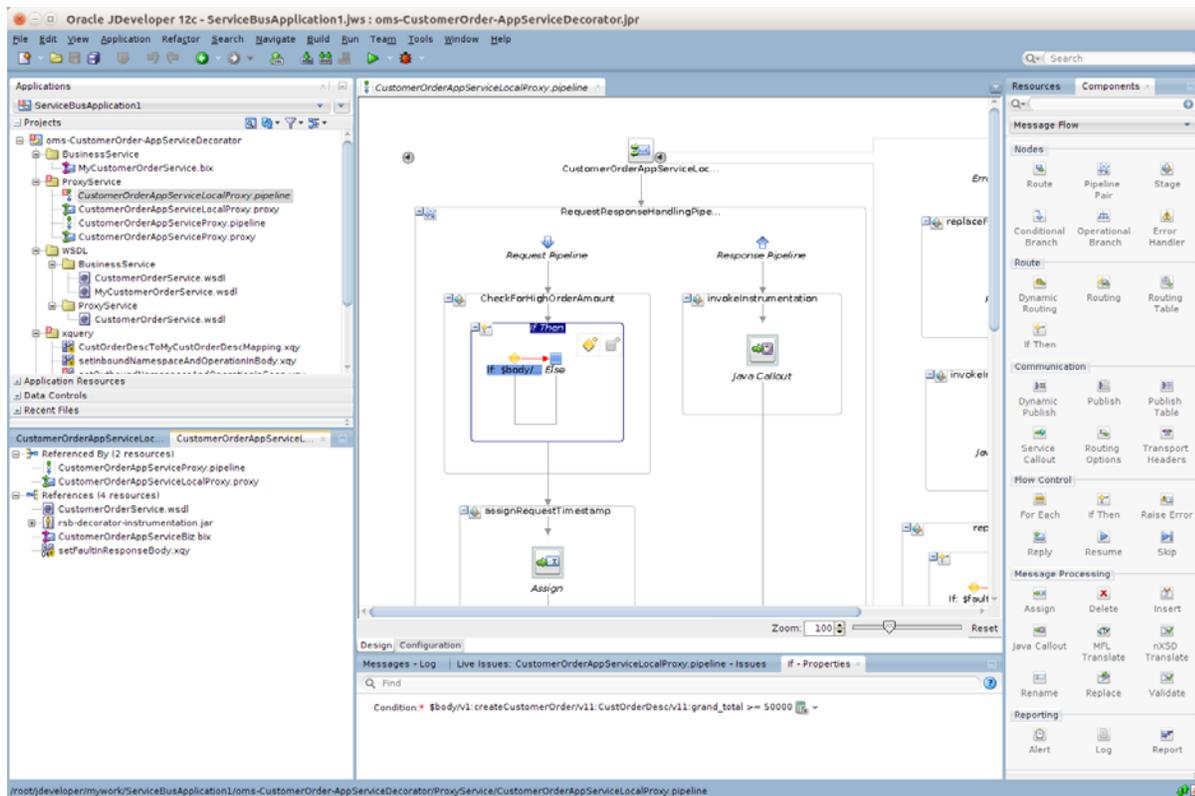 Oracle JDeveloper 12c - ServiceBusApplication1.jws : oms-CustomerOrder-AppServiceDecorator.jpr
File Edit View Application Refactor Search Navigate Build Run Team Tools Window Help
Search
Applications
ServiceBusApplication1
Projects
oms-CustomerOrder-AppServiceDecorator
BusinessService
MyCustomerOrderService.bix
ProxyService
CustomerOrderAppServiceLocalProxy.pipeline
CustomerOrderAppServiceLocalProxy.proxy
CustomerOrderAppServiceProxy.pipeline
CustomerOrderAppServiceProxy.proxy
WSDL
BusinessService
CustomerOrderService.wsdl
MyCustomerOrderService.wsdl
ProxyService
CustomerOrderService.wsdl
xquery
CustOrderDescToMyCustOrderDescMapping.xqy
setInboundNamespaceAndOperationInBody.xqy
Application Resources
Data Controls
Recent Files
CustomerOrderAppServiceLoc... CustomerOrderAppServiceL...
Referenced By (2 resources)
CustomerOrderAppServiceProxy.pipeline
CustomerOrderAppServiceLocalProxy.proxy
References (4 resources)
CustomerOrderService.wsdl
rsb-decorator-instrumentation.jar
CustomerOrderAppServiceBiz.bix
setFaultInResponseBody.xqy
CustomerOrderAppServiceLocalProxy.pipeline
CustomerOrderAppServiceLoc...
RequestResponseHandlingPipe...
Request Pipeline
Response Pipeline
CheckForHighOrderAmount
invokeInstrumentation
If Then
If: $body/... Else
Java Callout
assignRequestTimestamp
Assign
Erro
replaceF
invokeIn
Jav
rep
If: $fault
Zoom: 100 Reset
Design Configuration
Messages - Log Live Issues: CustomerOrderAppServiceLocalProxy.pipeline - Issues If - Properties
Find
Condition:* $body/v1:createCustomerOrder/v11:CustOrderDesc/v11:grand_total >= 50000
Resources Components
Message Flow
Nodes
Route Pipeline Pair Stage
Conditional Branch Operational Branch Error Handler
Route
Dynamic Routing Routing Routing Table
If Then
Communication
Dynamic Publish Publish Publish Table
Service Callout Routing Options Transport Headers
Flow Control
For Each If Then Raise Error
Reply Resume Skip
Message Processing
Assign Delete Insert
Java Callout MFL Translate nXSD Translate
Rename Replace Validate
Reporting
Alert Log Report
/root/jdeveloper/mywork/ServiceBusApplication1/oms-CustomerOrder-AppServiceDecorator/ProxyService/CustomerOrderAppServiceLocalProxy.pipeline